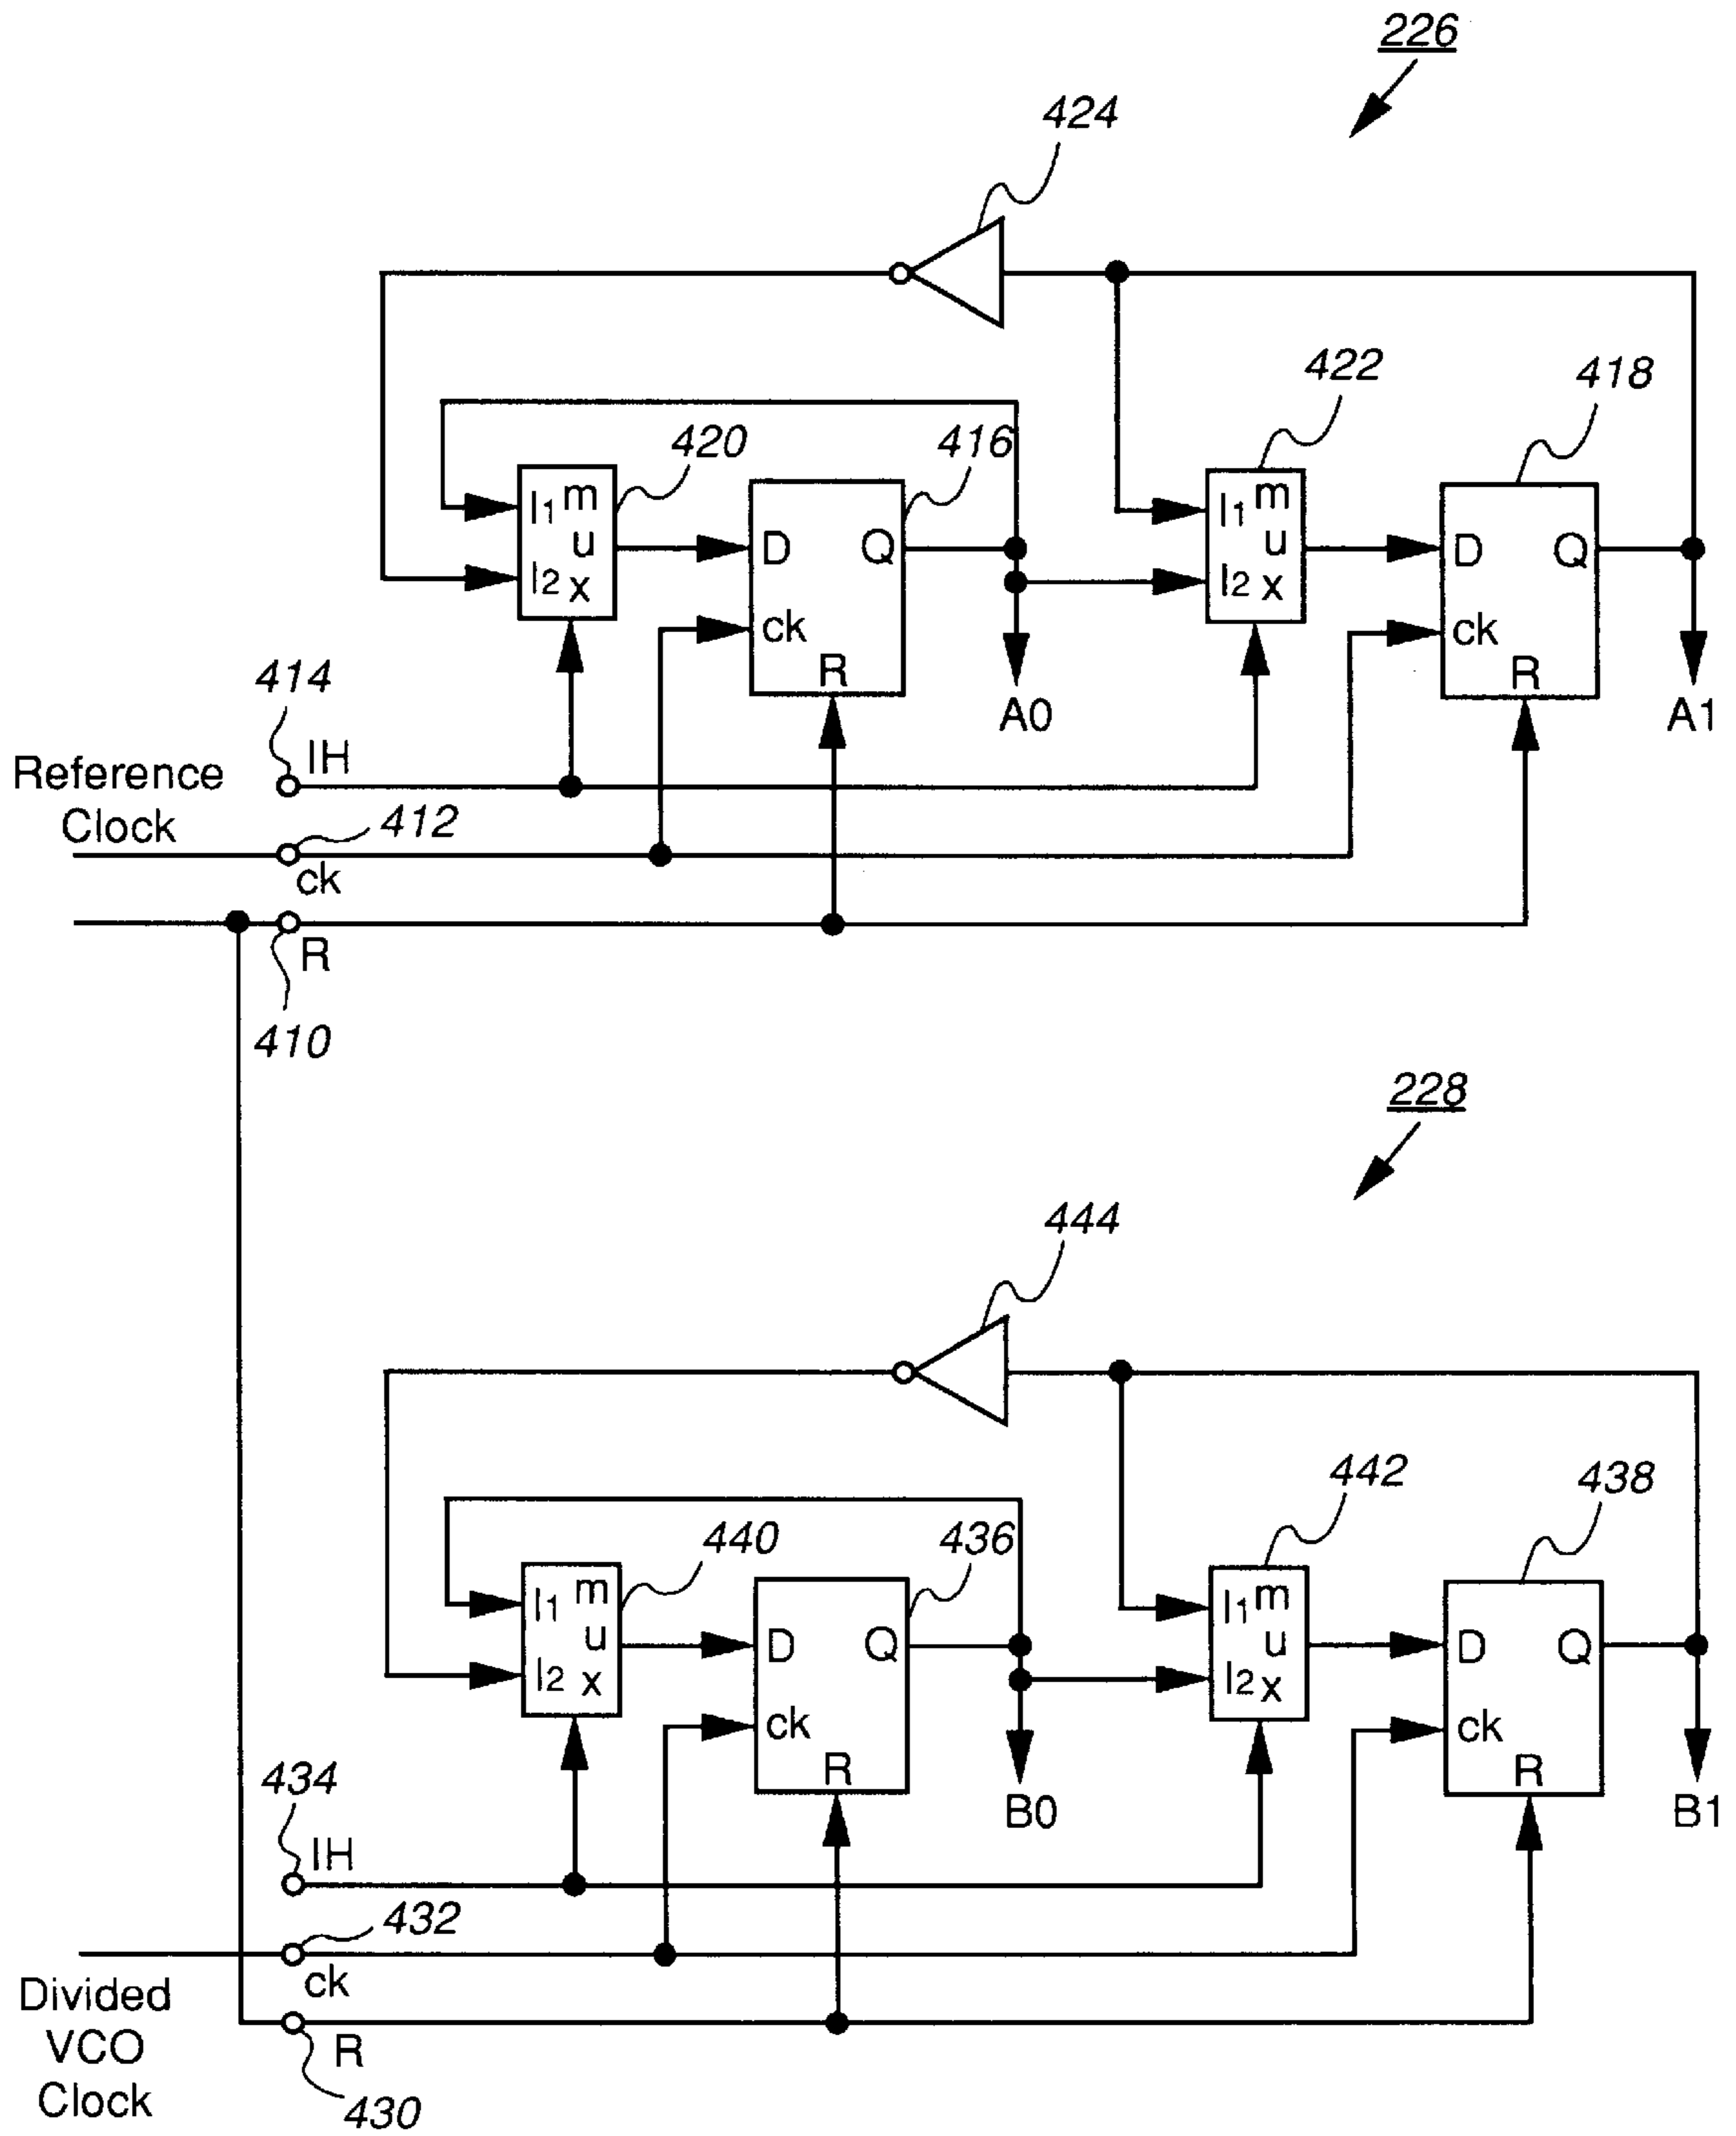 226
424
422
418
420
416
I1 m
u
I2 x
D Q
ck
R
I1 m
u
I2 x
D Q
ck
R
A0
A1
414
IH
Reference
Clock
412
ck
R
410
228
444
442
438
440
436
I1 m
u
I2 x
D Q
ck
R
I1 m
u
I2 x
D Q
ck
R
B0
B1
434
IH
432
ck
Divided
VCO
Clock
R
430